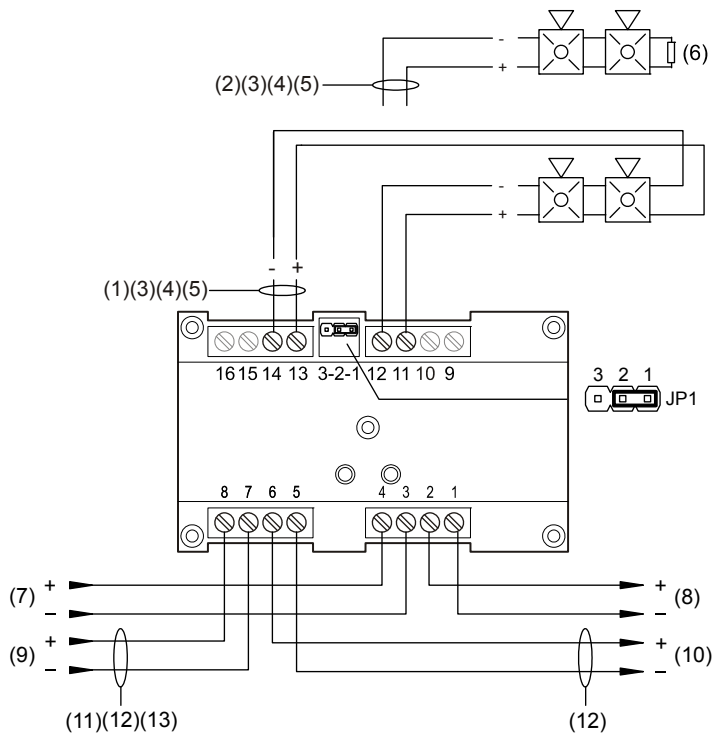 -
+
(6)
(2)(3)(4)(5)
-
+
- +
(1)(3)(4)(5)
16 15 14 13 3-2-1 12 11 10 9
3 2 1
JP1
8 7 6 5 4 3 2 1
(7) + + (8)
− −
(9) + + (10)
− −
(11)(12)(13) (12)